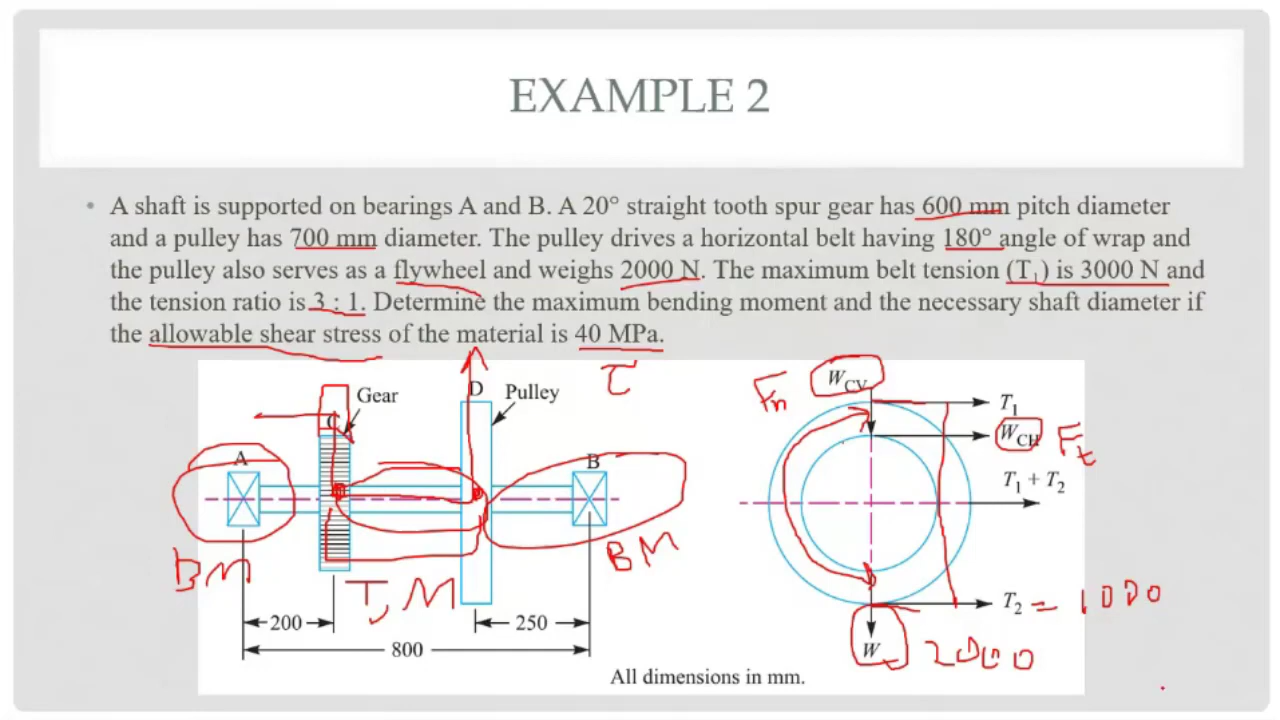 EXAMPLE 2
• A shaft is supported on bearings A and B. A 20° straight tooth spur gear has 600 mm pitch diameter
and a pulley has 700 mm diameter. The pulley drives a horizontal belt having 180° angle of wrap and
the pulley also serves as a flywheel and weighs 2000 N. The maximum belt tension (T₁) is 3000 N and
the tension ratio is 3 : 1. Determine the maximum bending moment and the necessary shaft diameter if
the allowable shear stress of the material is 40 MPa.
τ
Gear
D
Pulley
C
A
B
BM
T, M
BM
200
250
800
Fn
W_CV
T₁
W_CH
Ft
T₁ + T₂
T₂ = 1000
W
2000
All dimensions in mm.